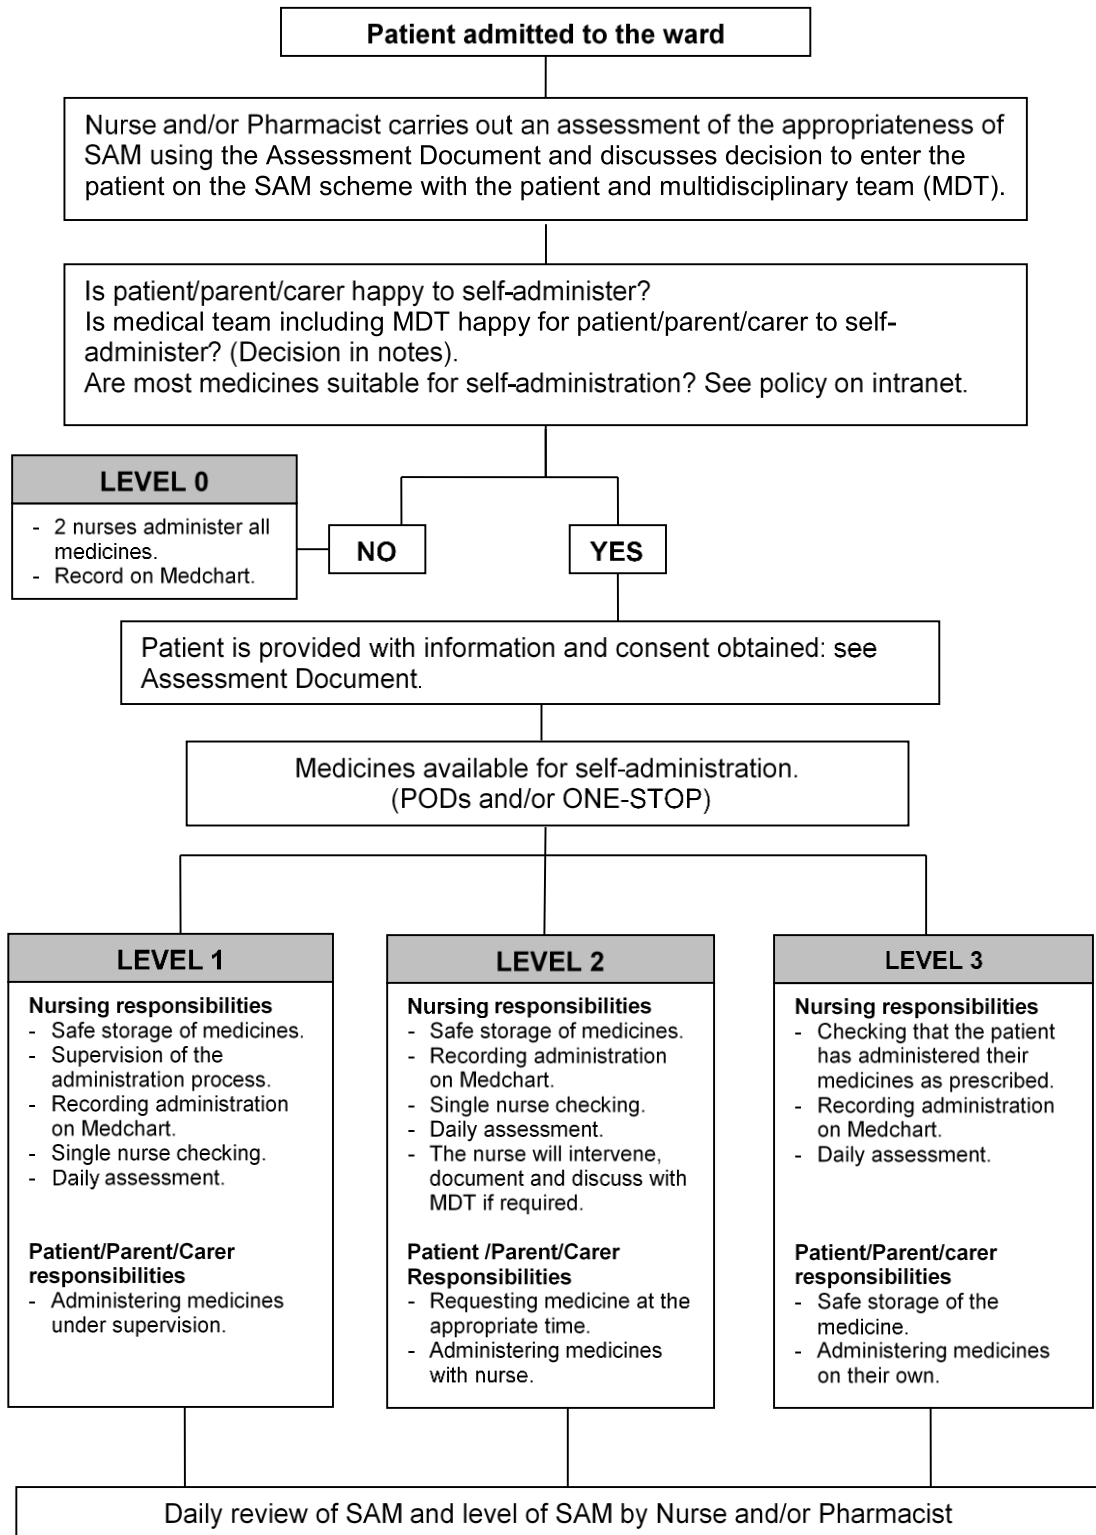 Patient admitted to the ward
Nurse and/or Pharmacist carries out an assessment of the appropriateness of
SAM using the Assessment Document and discusses decision to enter the
patient on the SAM scheme with the patient and multidisciplinary team (MDT).
Is patient/parent/carer happy to self-administer?
Is medical team including MDT happy for patient/parent/carer to self-
administer? (Decision in notes).
Are most medicines suitable for self-administration? See policy on intranet.
LEVEL 0
- 2 nurses administer all
medicines.
- Record on Medchart.
NO
YES
Patient is provided with information and consent obtained: see
Assessment Document.
Medicines available for self-administration.
(PODs and/or ONE-STOP)
LEVEL 1
Nursing responsibilities
- Safe storage of medicines.
- Supervision of the
administration process.
- Recording administration
on Medchart.
- Single nurse checking.
- Daily assessment.
Patient/Parent/Carer
responsibilities
- Administering medicines
under supervision.
LEVEL 2
Nursing responsibilities
- Safe storage of medicines.
- Recording administration
on Medchart.
- Single nurse checking.
- Daily assessment.
- The nurse will intervene,
document and discuss with
MDT if required.
Patient /Parent/Carer
Responsibilities
- Requesting medicine at the
appropriate time.
- Administering medicines
with nurse.
LEVEL 3
Nursing responsibilities
- Checking that the patient
has administered their
medicines as prescribed.
- Recording administration
on Medchart.
- Daily assessment.
Patient/Parent/carer
responsibilities
- Safe storage of the
medicine.
- Administering medicines
on their own.
Daily review of SAM and level of SAM by Nurse and/or Pharmacist